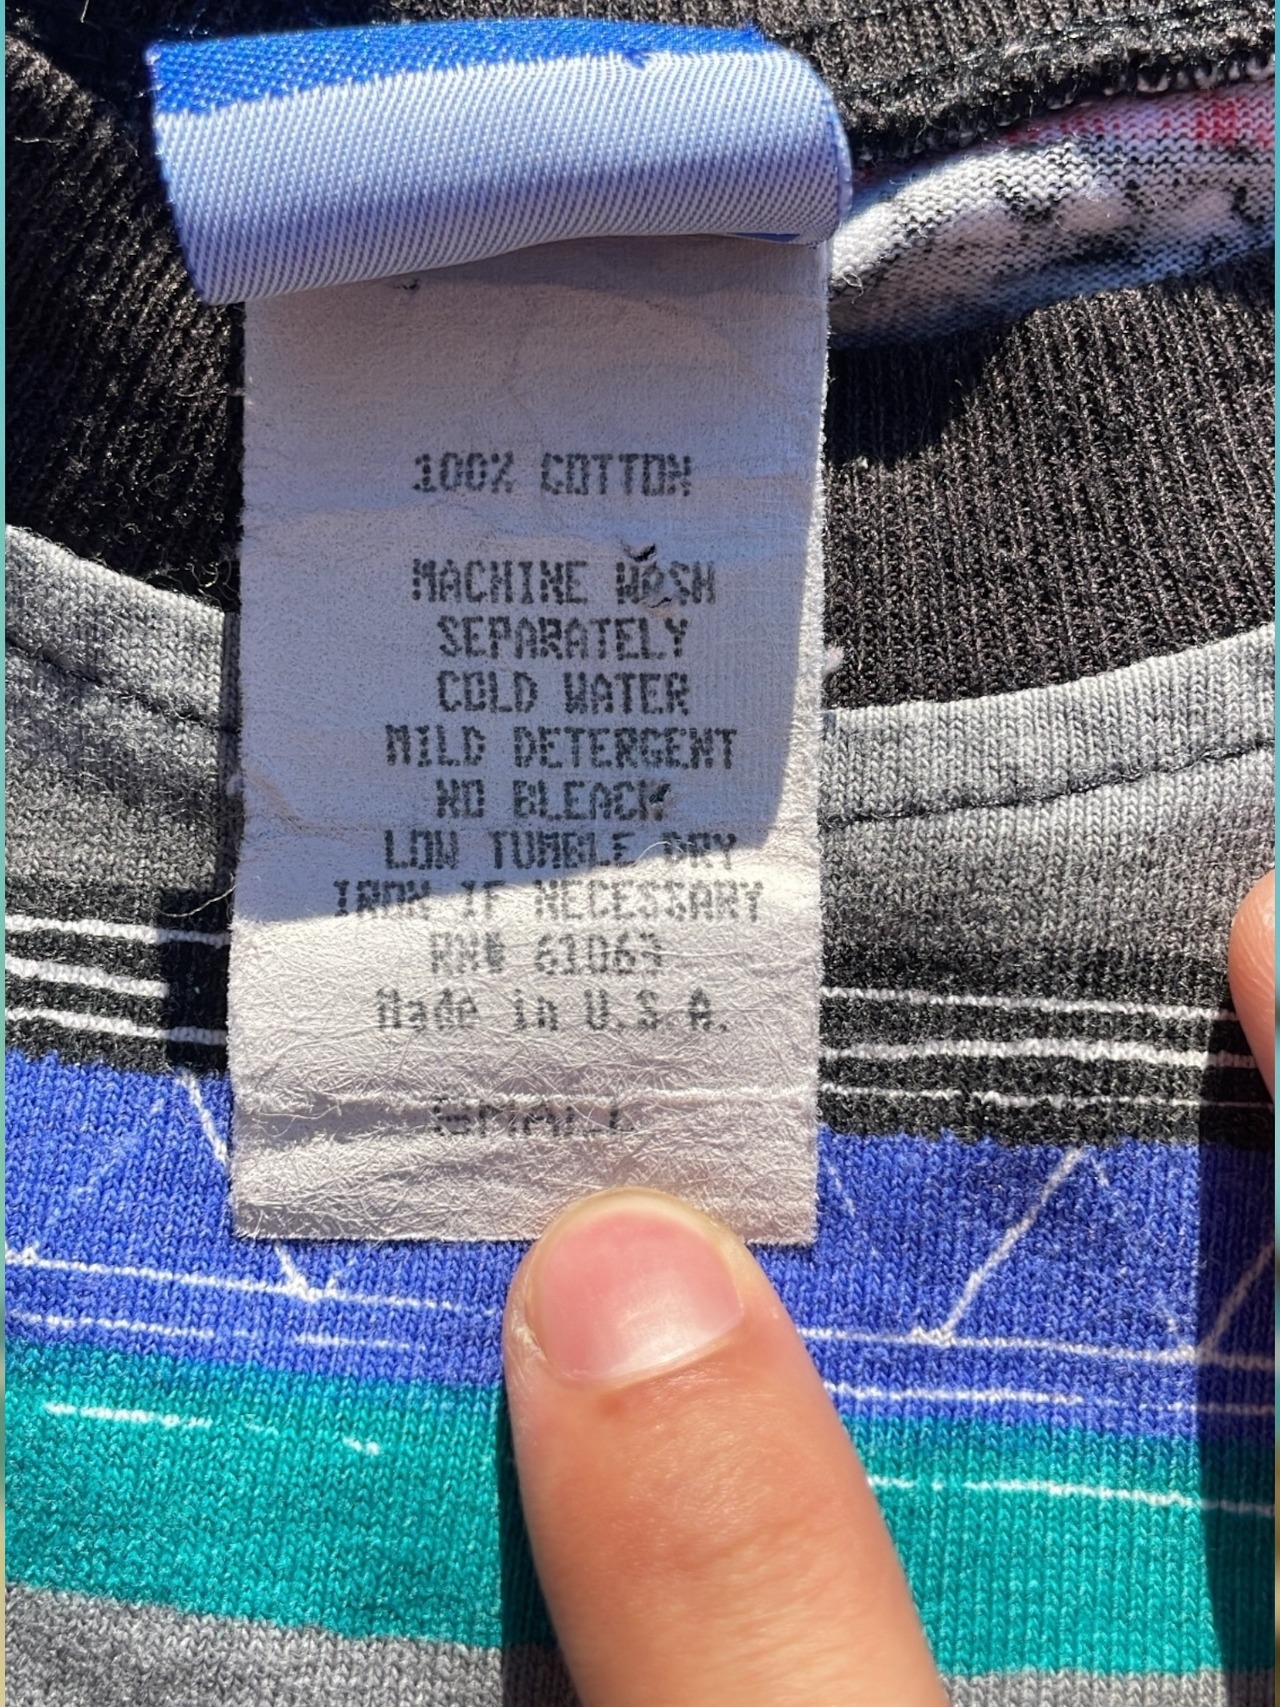 100% COTTON
MACHINE WASH
SEPARATELY
COLD WATER
MILD DETERGENT
NO BLEACH
LOW TUMBLE DRY
IRON IF NECESSARY
RN# 61063
Made in U.S.A.
SMALL